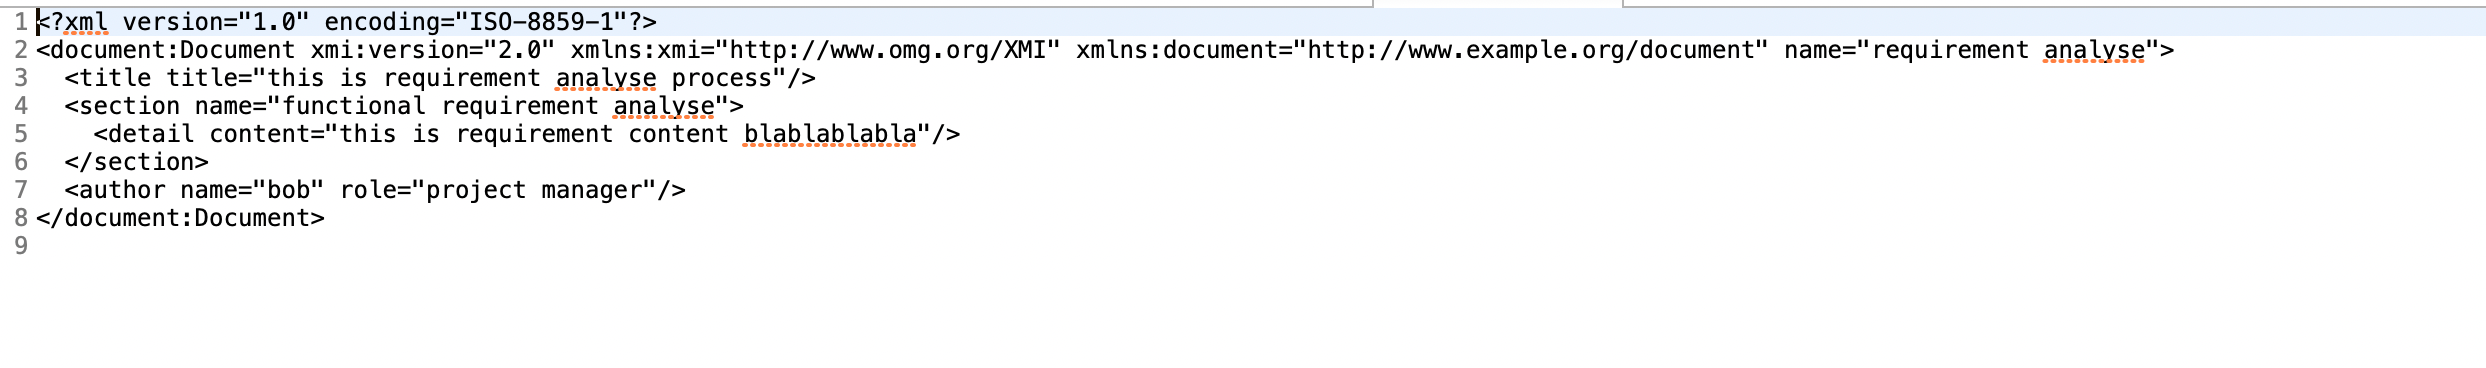 1 <?xml version="1.0" encoding="ISO-8859-1"?>
2 <document:Document xmi:version="2.0" xmlns:xmi="http://www.omg.org/XMI" xmlns:document="http://www.example.org/document" name="requirement analyse">
3   <title title="this is requirement analyse process"/>
4   <section name="functional requirement analyse">
5     <detail content="this is requirement content blablablabla"/>
6   </section>
7   <author name="bob" role="project manager"/>
8 </document:Document>
9